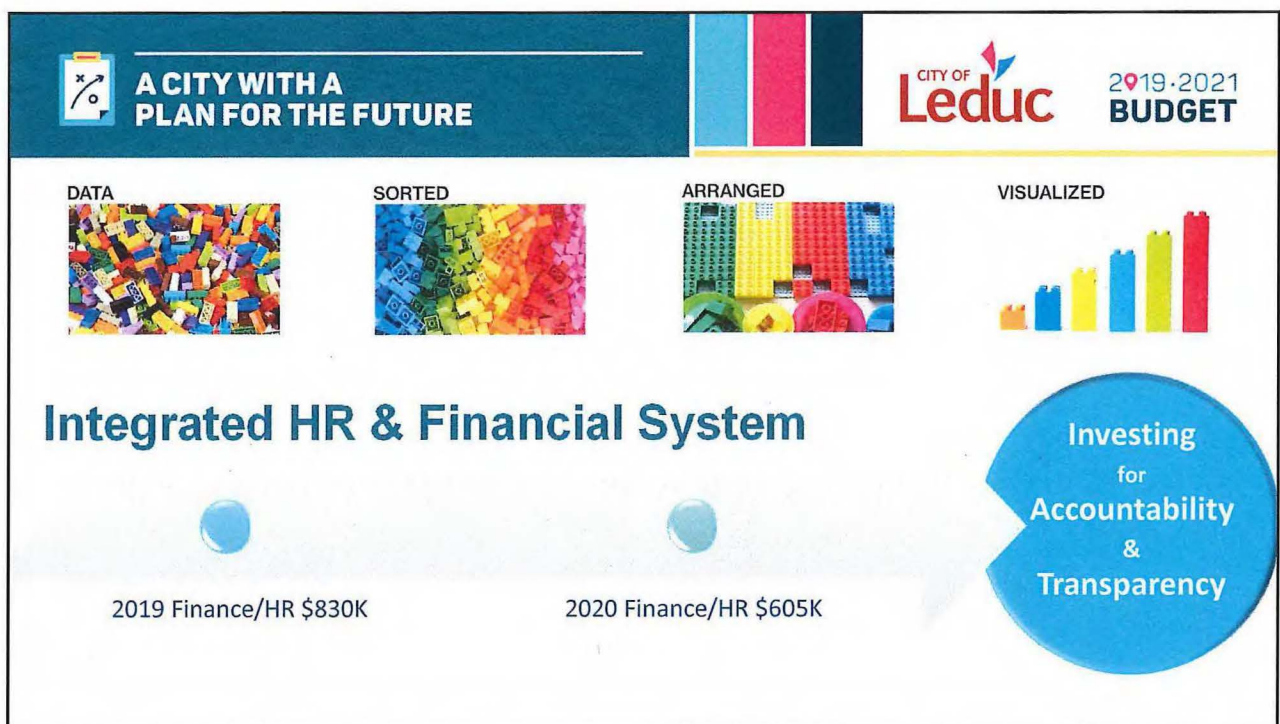 A CITY WITH A
PLAN FOR THE FUTURE
CITY OF
Leduc
2019·2021
BUDGET
DATA
SORTED
ARRANGED
VISUALIZED
Integrated HR & Financial System
2019 Finance/HR $830K
2020 Finance/HR $605K
Investing
for
Accountability
&
Transparency